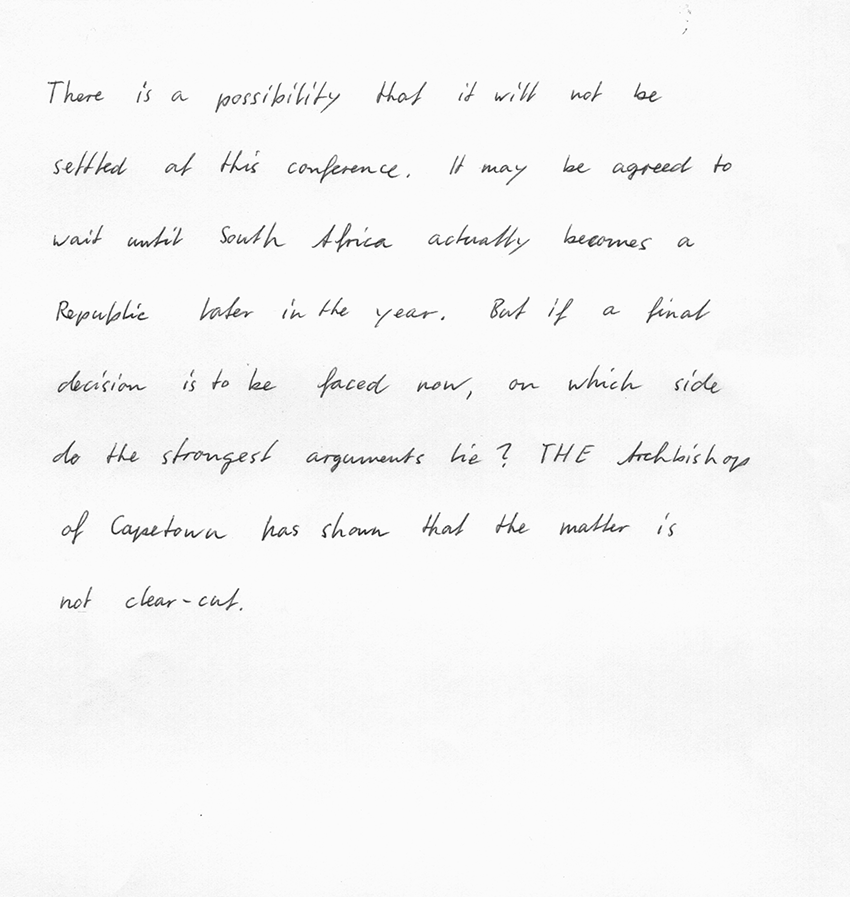 There is a possibility that it will not be
settled at this conference. It may be agreed to
wait until South Africa actually becomes a
Republic later in the year. But if a final
decision is to be faced now, on which side
do the strongest arguments lie? THE Archbishop
of Capetown has shown that the matter is
not clear-cut.